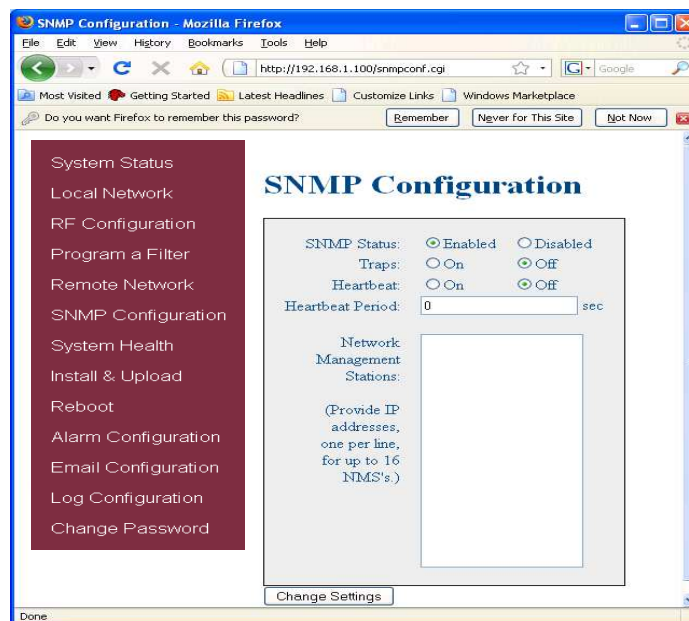 SNMP Configuration - Mozilla Firefox
File Edit View History Bookmarks Tools Help
http://192.168.1.100/snmpconf.cgi
G Google
Most Visited Getting Started Latest Headlines Customize Links Windows Marketplace
Do you want Firefox to remember this password? Remember Never for This Site Not Now
System Status
Local Network
RF Configuration
Program a Filter
Remote Network
SNMP Configuration
System Health
Install & Upload
Reboot
Alarm Configuration
Email Configuration
Log Configuration
Change Password
SNMP Configuration
SNMP Status: Enabled Disabled
Traps: On Off
Heartbeat: On Off
Heartbeat Period: 0 sec
Network
Management
Stations:
(Provide IP
addresses,
one per line,
for up to 16
NMS's.)
Change Settings
Done